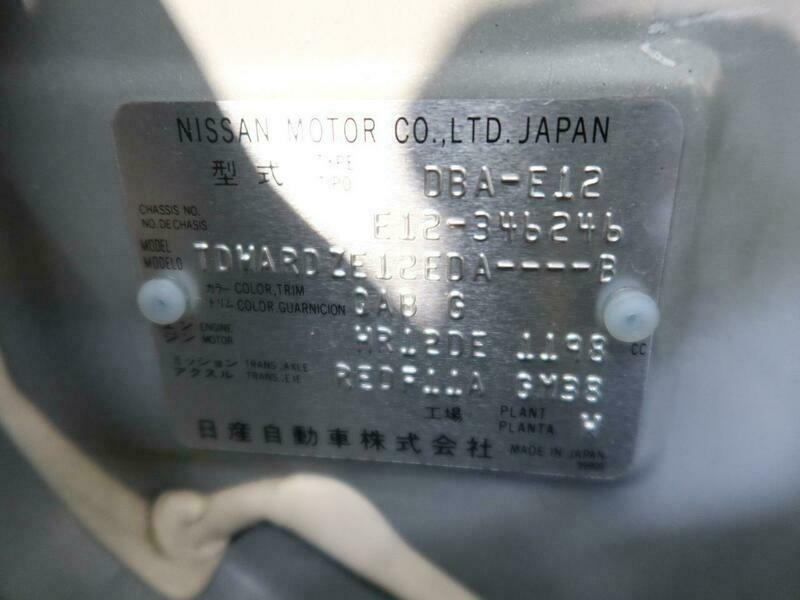 NISSAN MOTOR CO.,LTD. JAPAN
型式 TYPE TIPO DBA-E12
CHASSIS NO. NO. DE CHASIS E12-346246
MODEL MODELO TDWARDZE12EDA----B
カラー COLOR,TRIM トリム COLOR,GUARNICION G
エンジン ENGINE MOTOR HR12DE 1198 CC
ミッション TRANS.,AXLE アクスル TRANS.,EJE RE0F11A GM38
工場 PLANT PLANTA W
日産自動車株式会社 MADE IN JAPAN